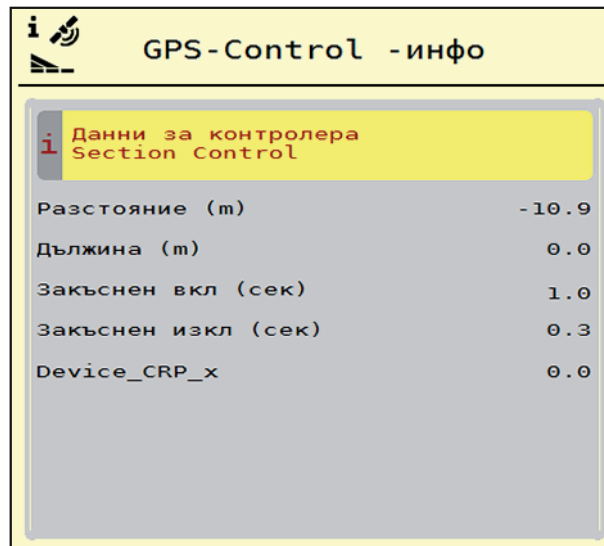 i
GPS-Control -инфо
i Данни за контролера
Section Control
Разстояние (m) -10.9
Дължина (m) 0.0
Закъснен вкл (сек) 1.0
Закъснен изкл (сек) 0.3
Device_CRP_x 0.0